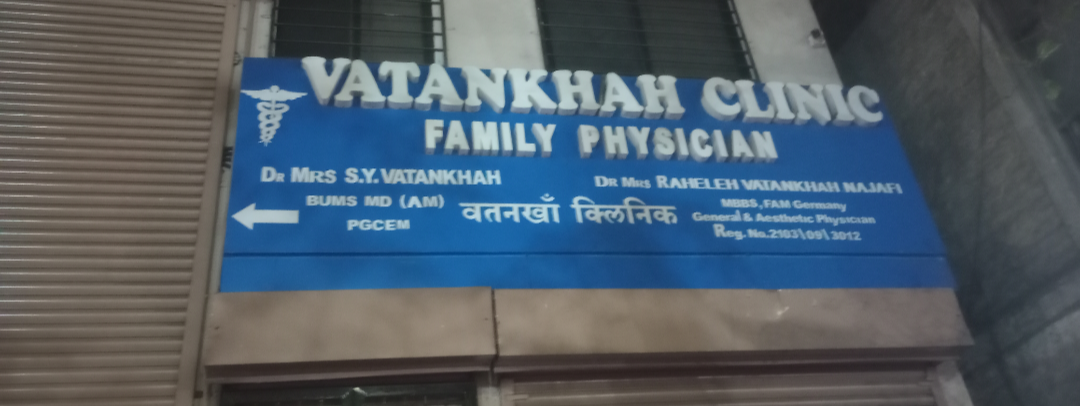 VATANKHAH CLINIC
FAMILY PHYSICIAN
DR MRS S.Y. VATANKHAH
BUMS MD (AM)
PGCEM
वतनखाँ क्लिनिक
DR MRS RAHELEH VATANKHAH NAJAFI
MBBS, FAM Germany
General & Aesthetic Physician
Reg. No. 2103\09\3012